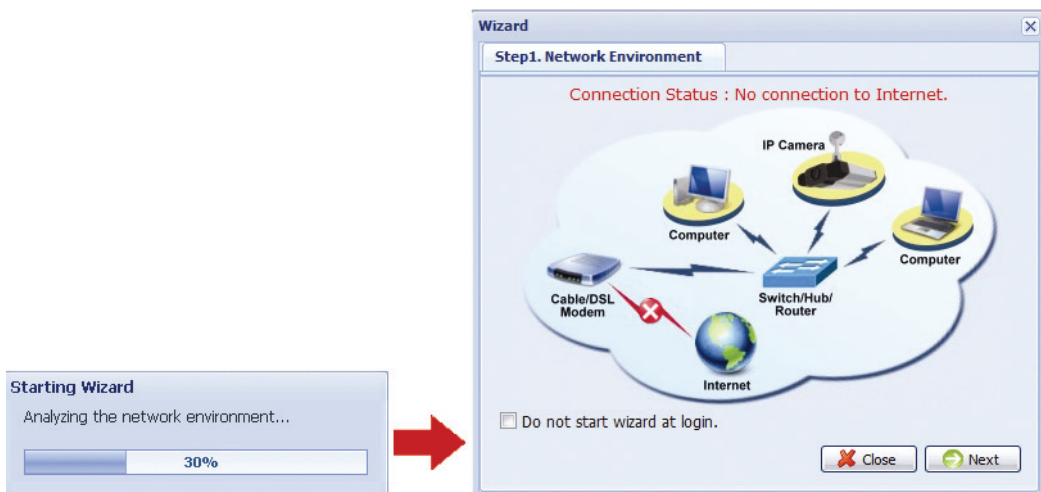 Starting Wizard
Analyzing the network environment...
30%
Wizard
Step1. Network Environment
Connection Status : No connection to Internet.
IP Camera
Computer
Computer
Cable/DSL
Modem
Switch/Hub/
Router
Internet
Do not start wizard at login.
Close
Next